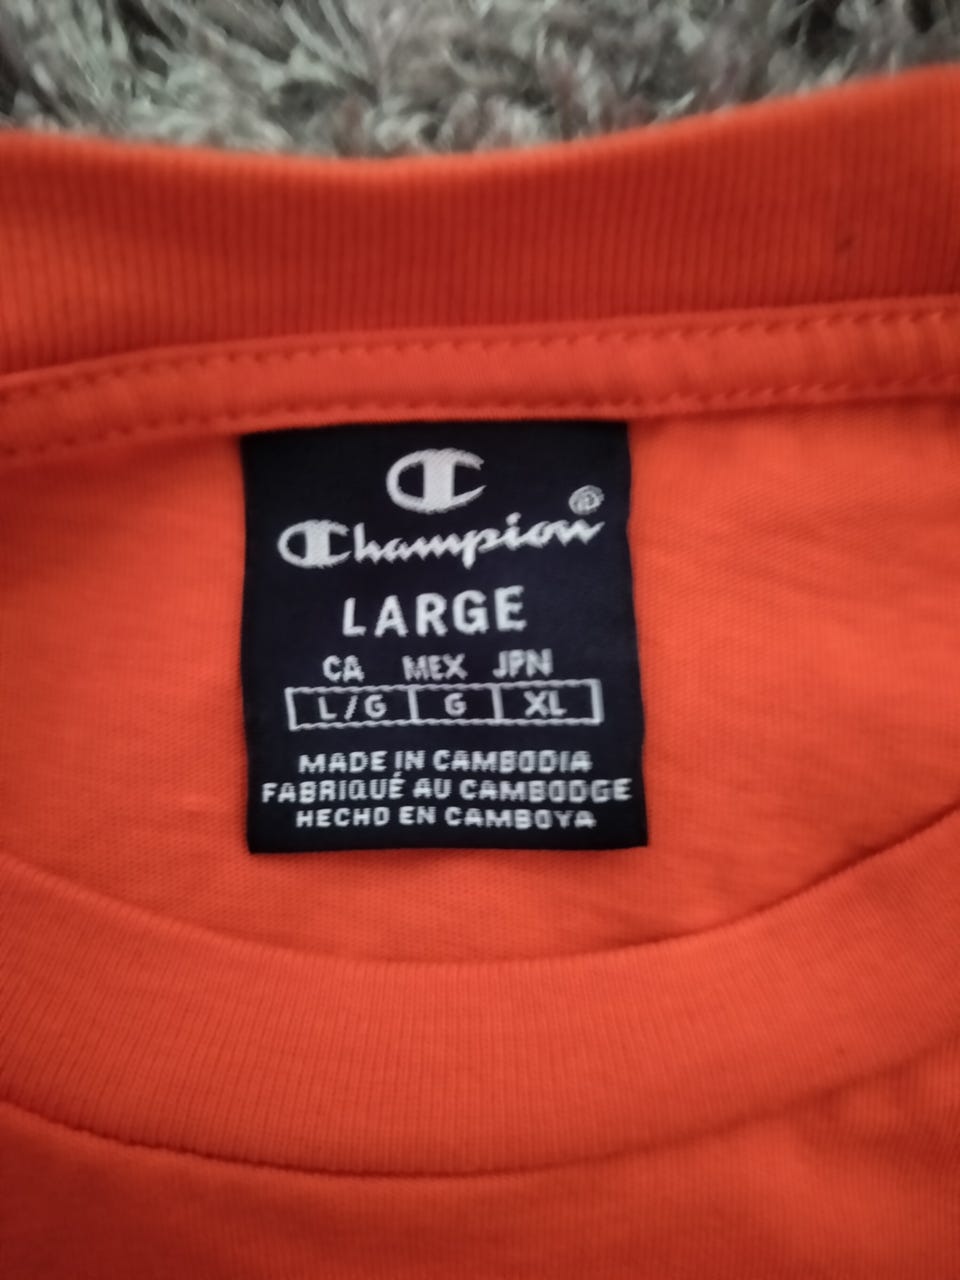 Champion®
LARGE
CA MEX JPN
L/G G XL
MADE IN CAMBODIA
FABRIQUÉ AU CAMBODGE
HECHO EN CAMBOYA